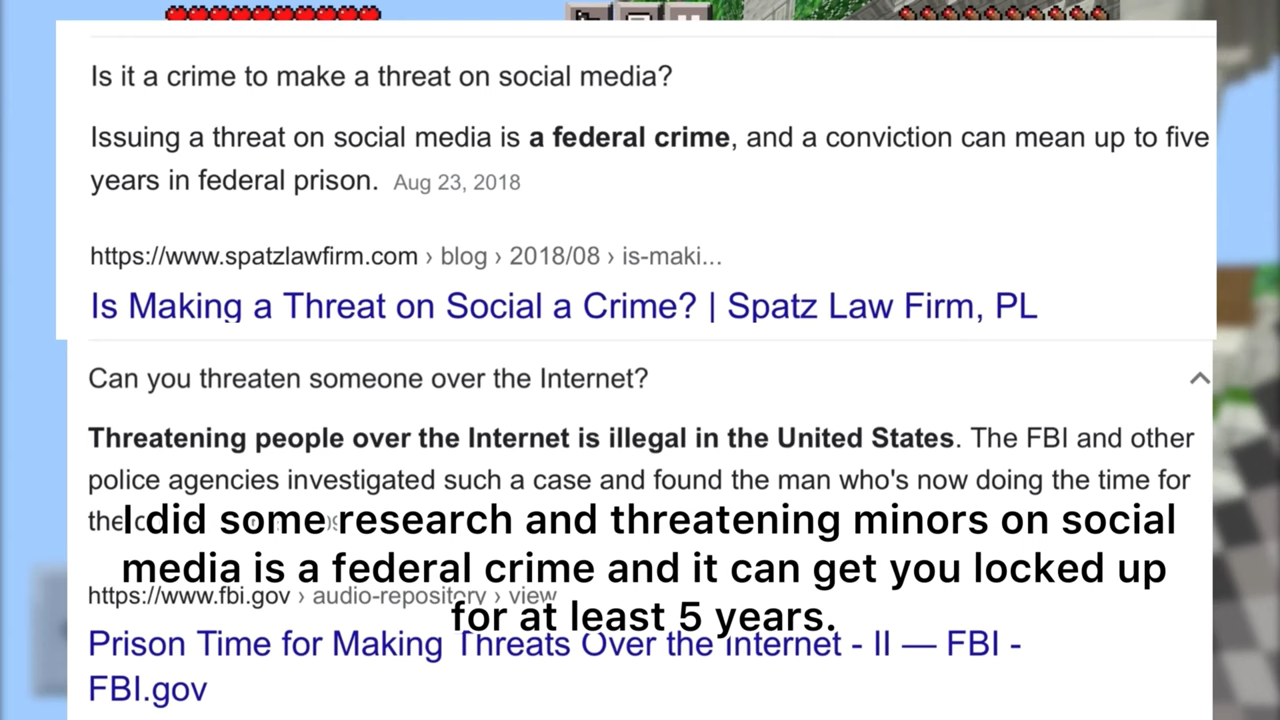 Is it a crime to make a threat on social media?
Issuing a threat on social media is a federal crime, and a conviction can mean up to five
years in federal prison. Aug 23, 2018
https://www.spatzlawfirm.com › blog › 2018/08 › is-maki...
Is Making a Threat on Social a Crime? | Spatz Law Firm, PL
Can you threaten someone over the Internet?
Threatening people over the Internet is illegal in the United States. The FBI and other
police agencies investigated such a case and found the man who's now doing the time for
the
I did some research and threatening minors on social
media is a federal crime and it can get you locked up
for at least 5 years.
https://www.fbi.gov › audio-repository › view
Prison Time for Making Threats Over the Internet - II — FBI -
FBI.gov